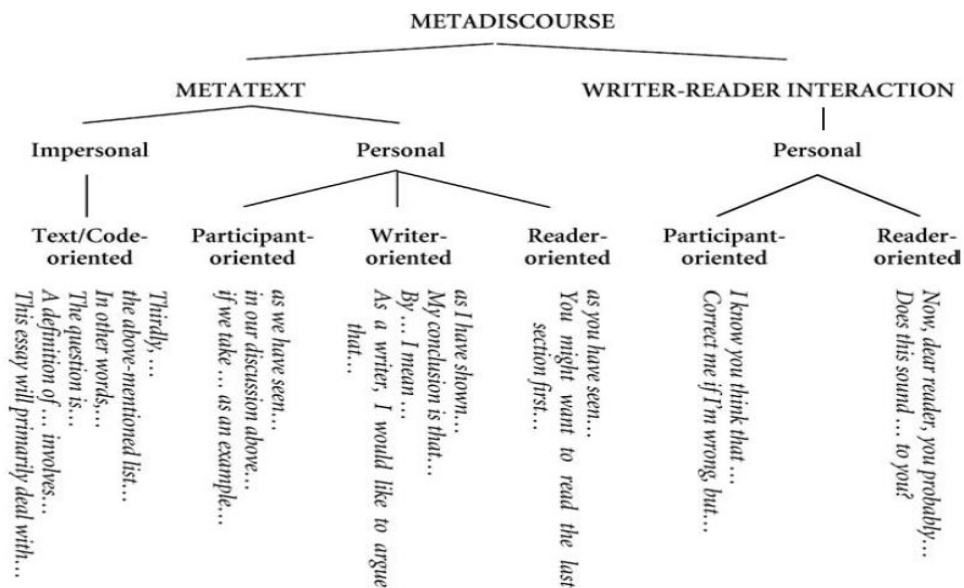 METADISCOURSE
METATEXT
WRITER-READER INTERACTION
Impersonal
Personal
Personal
Text/Code-
oriented
Participant-
oriented
Writer-
oriented
Reader-
oriented
Participant-
oriented
Reader-
oriented
Thirdly, …
the above-mentioned list…
In other words,…
The question is…
A definition of … involves…
This essay will primarily deal with…
as we have seen…
in our discussion above…
if we take … as an example…
as I have shown…
My conclusion is that…
By … I mean …
As a writer, I would like to argue
that…
as you have seen…
You might want to read the last
section first…
I know you think that …
Correct me if I'm wrong, but…
Now, dear reader, you probably…
Does this sound … to you?